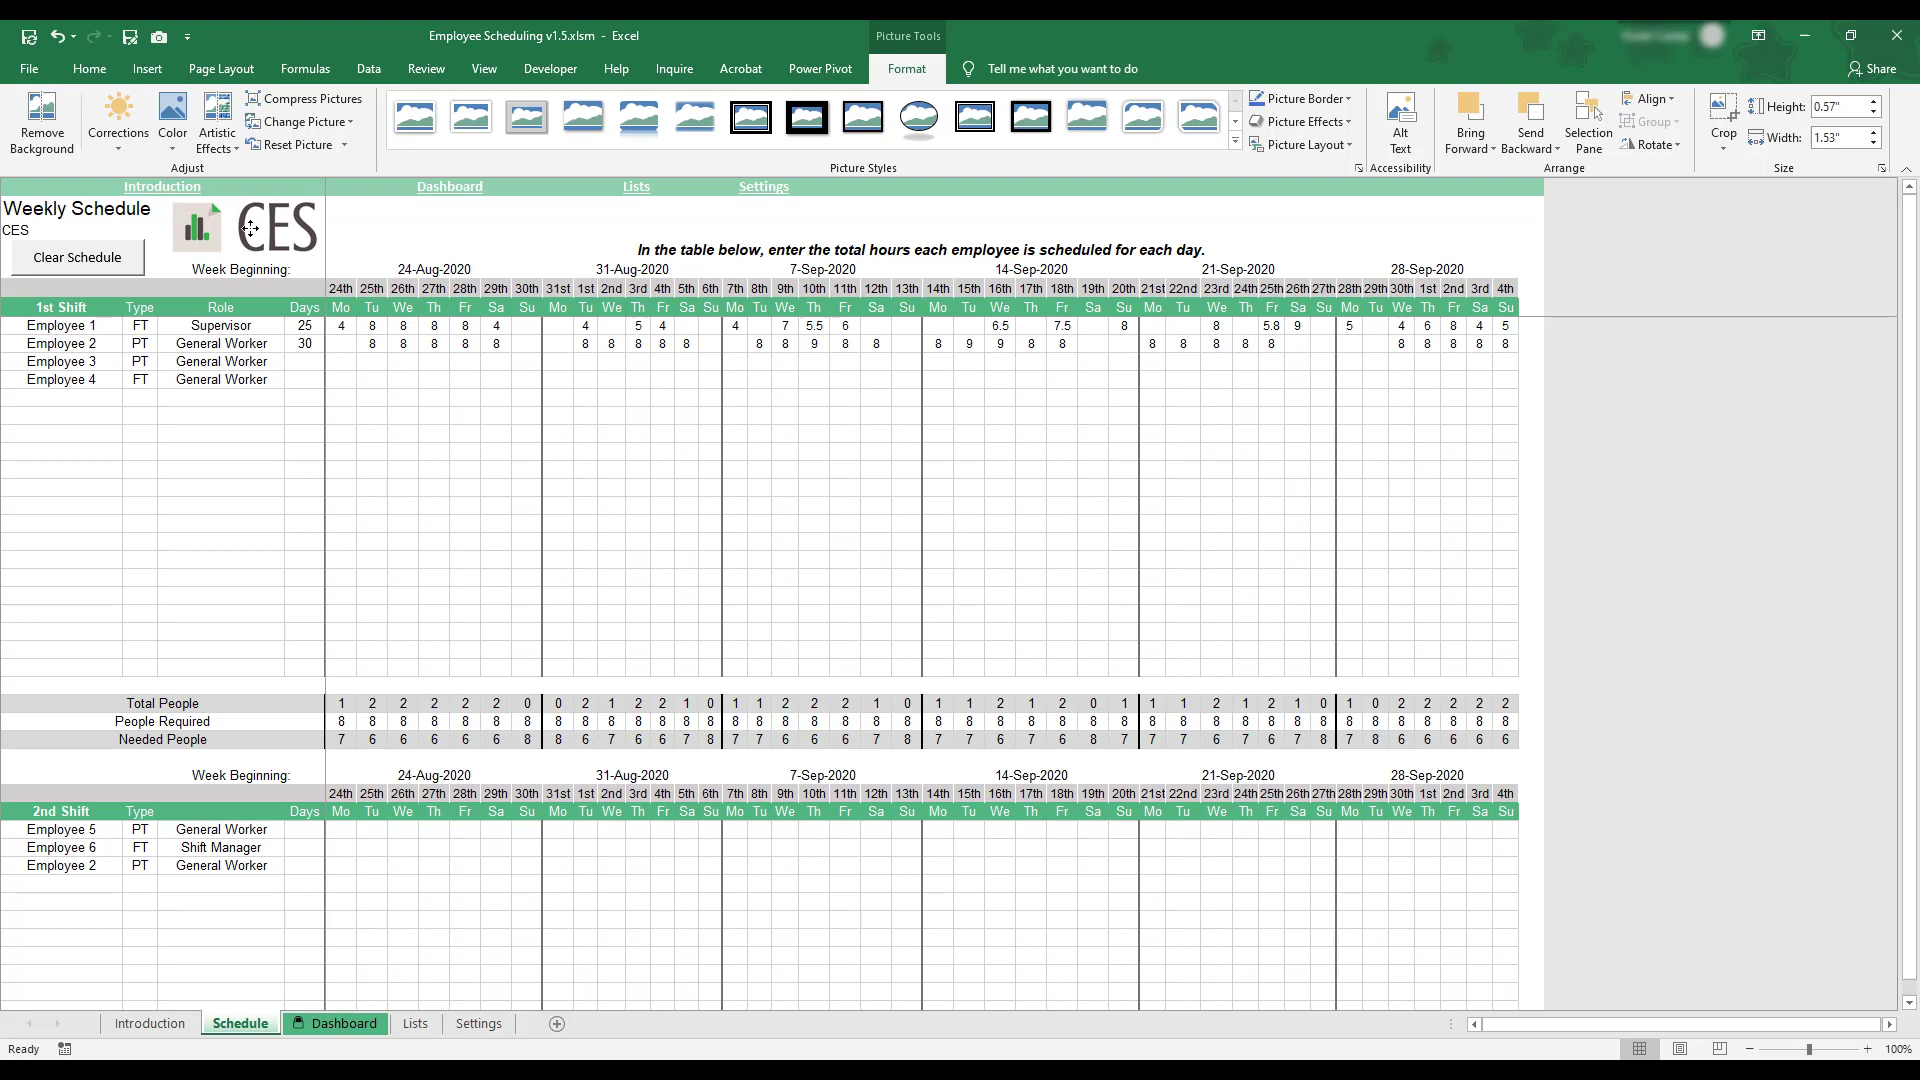 Employee Scheduling v1.5.xlsm - Excel
Picture Tools
File Home Insert Page Layout Formulas Data Review View Developer Help Inquire Acrobat Power Pivot Format Tell me what you want to do Share
Remove Background
Corrections
Color
Artistic Effects
Compress Pictures
Change Picture
Reset Picture
Adjust
Picture Styles
Picture Border
Picture Effects
Picture Layout
Alt Text
Accessibility
Bring Forward
Send Backward
Selection Pane
Align
Group
Rotate
Arrange
Crop
Height: 0.57"
Width: 1.53"
Size
Introduction Dashboard Lists Settings
Weekly Schedule
CES
CES
Clear Schedule
In the table below, enter the total hours each employee is scheduled for each day.
Week Beginning: 24-Aug-2020 31-Aug-2020 7-Sep-2020 14-Sep-2020 21-Sep-2020 28-Sep-2020
24th 25th 26th 27th 28th 29th 30th 31st 1st 2nd 3rd 4th 5th 6th 7th 8th 9th 10th 11th 12th 13th 14th 15th 16th 17th 18th 19th 20th 21st 22nd 23rd 24th 25th 26th 27th 28th 29th 30th 1st 2nd 3rd 4th
1st Shift Type Role Days Mo Tu We Th Fr Sa Su Mo Tu We Th Fr Sa Su Mo Tu We Th Fr Sa Su Mo Tu We Th Fr Sa Su Mo Tu We Th Fr Sa Su Mo Tu We Th Fr Sa Su
Employee 1 FT Supervisor 25 4 8 8 8 8 4 4 5 4 4 7 5.5 6 6.5 7.5 8 8 5.8 9 5 4 6 8 4 5
Employee 2 PT General Worker 30 8 8 8 8 8 8 8 8 8 8 8 8 9 8 8 8 9 9 8 8 8 8 8 8 8 8 8 8 8 8
Employee 3 PT General Worker
Employee 4 FT General Worker
Total People 1 2 2 2 2 2 0 0 2 1 2 2 1 0 1 1 2 2 2 1 0 1 1 2 1 2 0 1 1 1 2 1 2 1 0 1 0 2 2 2 2 2
People Required 8 8 8 8 8 8 8 8 8 8 8 8 8 8 8 8 8 8 8 8 8 8 8 8 8 8 8 8 8 8 8 8 8 8 8 8 8 8 8 8 8 8
Needed People 7 6 6 6 6 6 8 8 6 7 6 6 7 8 7 7 6 6 6 7 8 7 7 6 7 6 8 7 7 7 6 7 6 7 8 7 8 6 6 6 6 6
Week Beginning: 24-Aug-2020 31-Aug-2020 7-Sep-2020 14-Sep-2020 21-Sep-2020 28-Sep-2020
24th 25th 26th 27th 28th 29th 30th 31st 1st 2nd 3rd 4th 5th 6th 7th 8th 9th 10th 11th 12th 13th 14th 15th 16th 17th 18th 19th 20th 21st 22nd 23rd 24th 25th 26th 27th 28th 29th 30th 1st 2nd 3rd 4th
2nd Shift Type Days Mo Tu We Th Fr Sa Su Mo Tu We Th Fr Sa Su Mo Tu We Th Fr Sa Su Mo Tu We Th Fr Sa Su Mo Tu We Th Fr Sa Su Mo Tu We Th Fr Sa Su
Employee 5 PT General Worker
Employee 6 FT Shift Manager
Employee 2 PT General Worker
Introduction Schedule Dashboard Lists Settings
Ready 100%